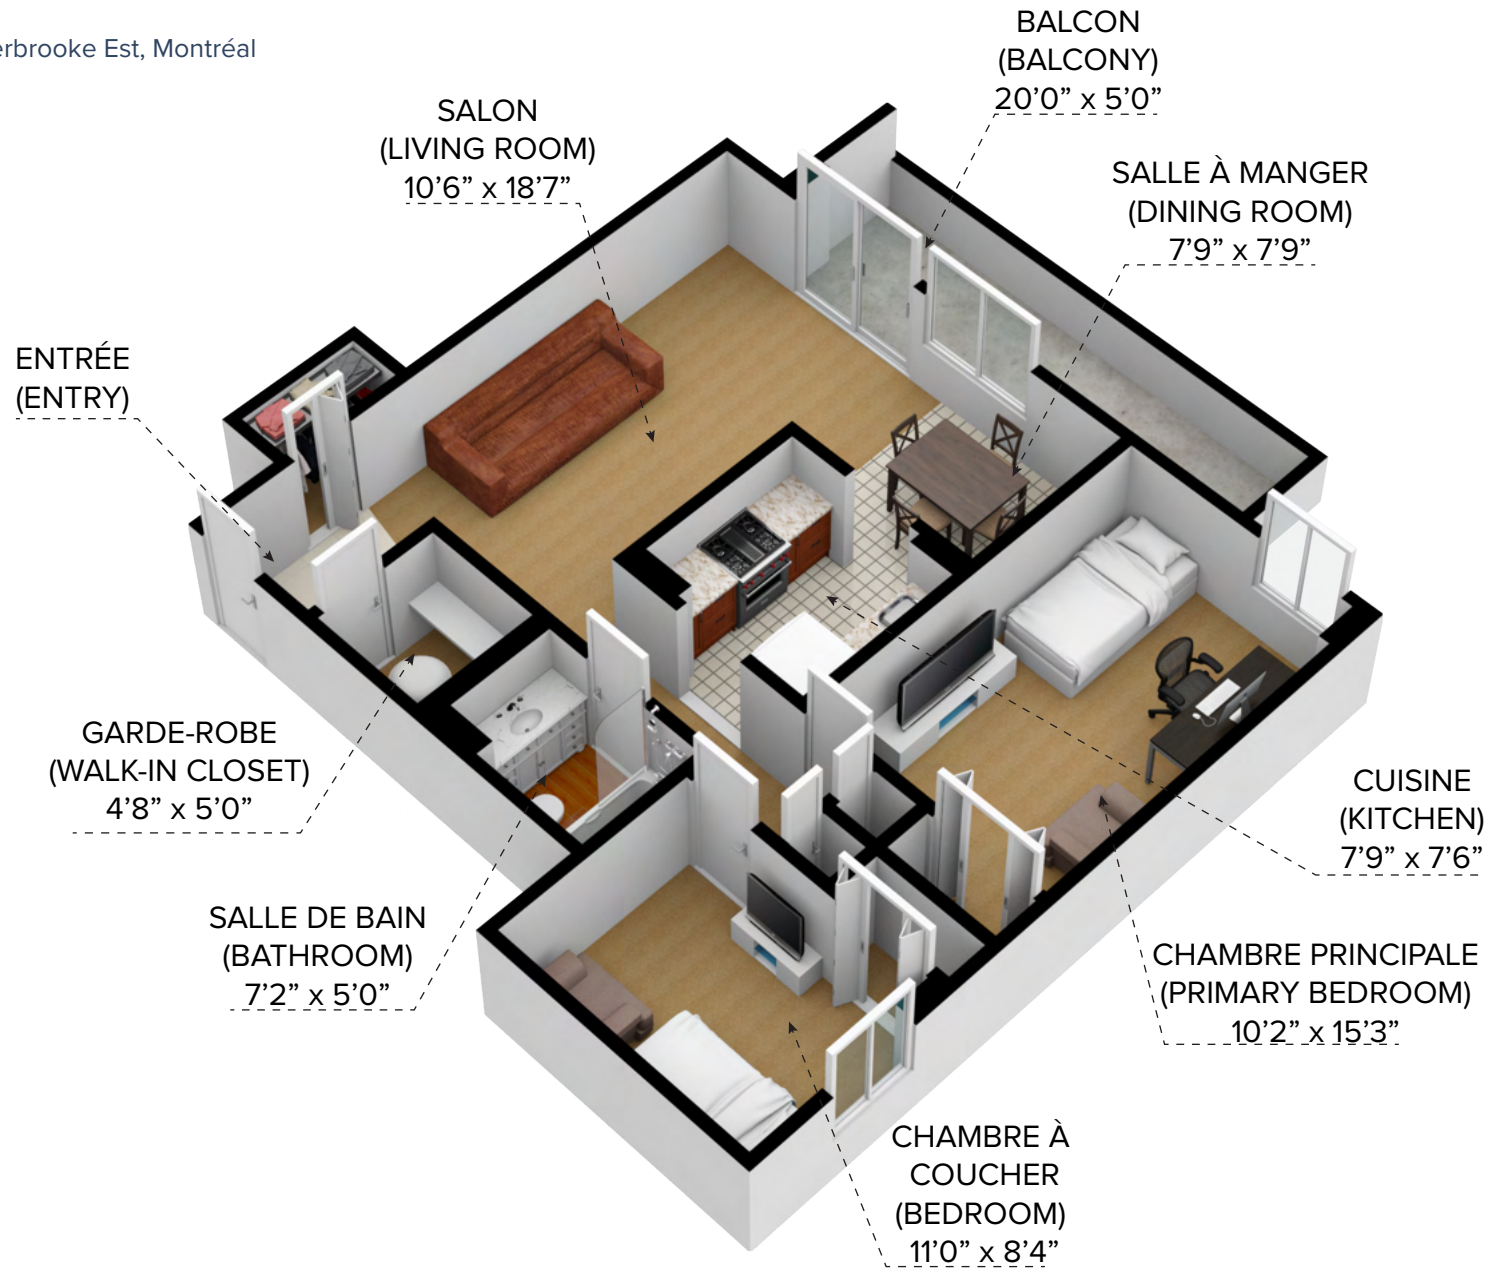 Est, Montréal
BALCON
(BALCONY)
20’0” x 5’0”
SALON
(LIVING ROOM)
10’6” x 18’7”
SALLE À MANGER
(DINING ROOM)
7’9” x 7’9”
ENTRÉE
(ENTRY)
GARDE-ROBE
(WALK-IN CLOSET)
4’8” x 5’0”
CUISINE
(KITCHEN)
7’9” x 7’6”
SALLE DE BAIN
(BATHROOM)
7’2” x 5’0”
CHAMBRE PRINCIPALE
(PRIMARY BEDROOM)
10’2” x 15’3”
CHAMBRE À
COUCHER
(BEDROOM)
11’0” x 8’4”